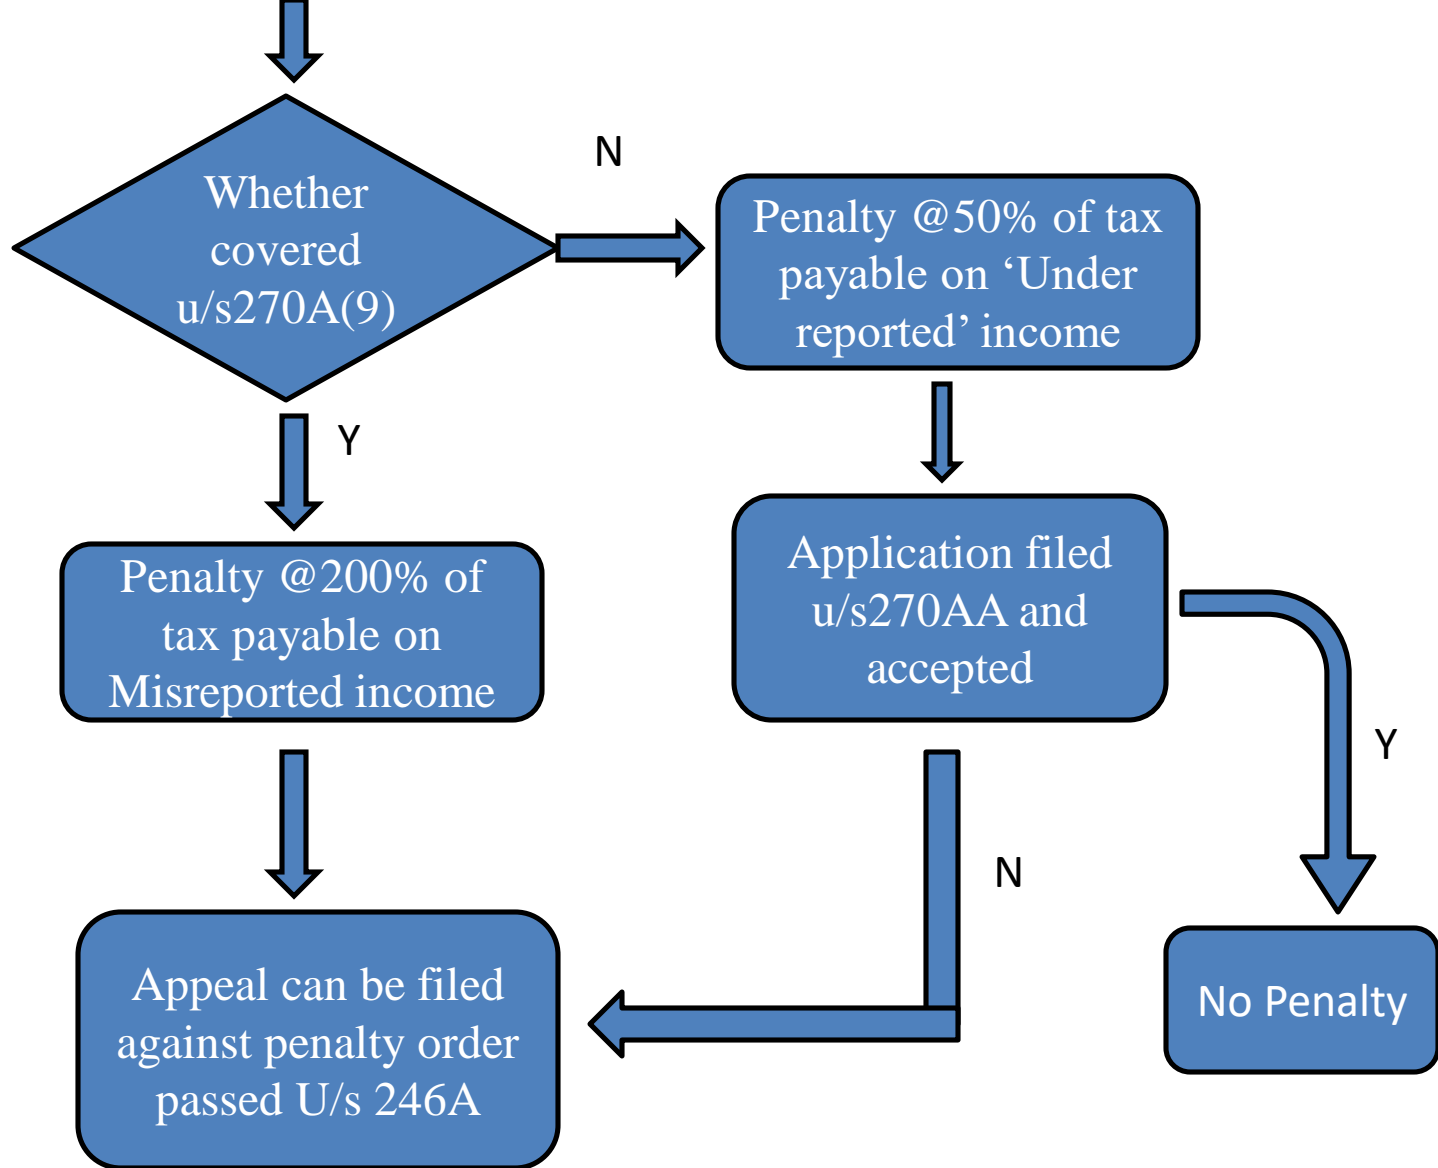 Whether
covered
u/s270A(9)
N
Penalty @50% of tax
payable on ‘Under
reported’ income
Y
Penalty @200% of
tax payable on
Misreported income
Application filed
u/s270AA and
accepted
Y
N
Appeal can be filed
against penalty order
passed U/s 246A
No Penalty